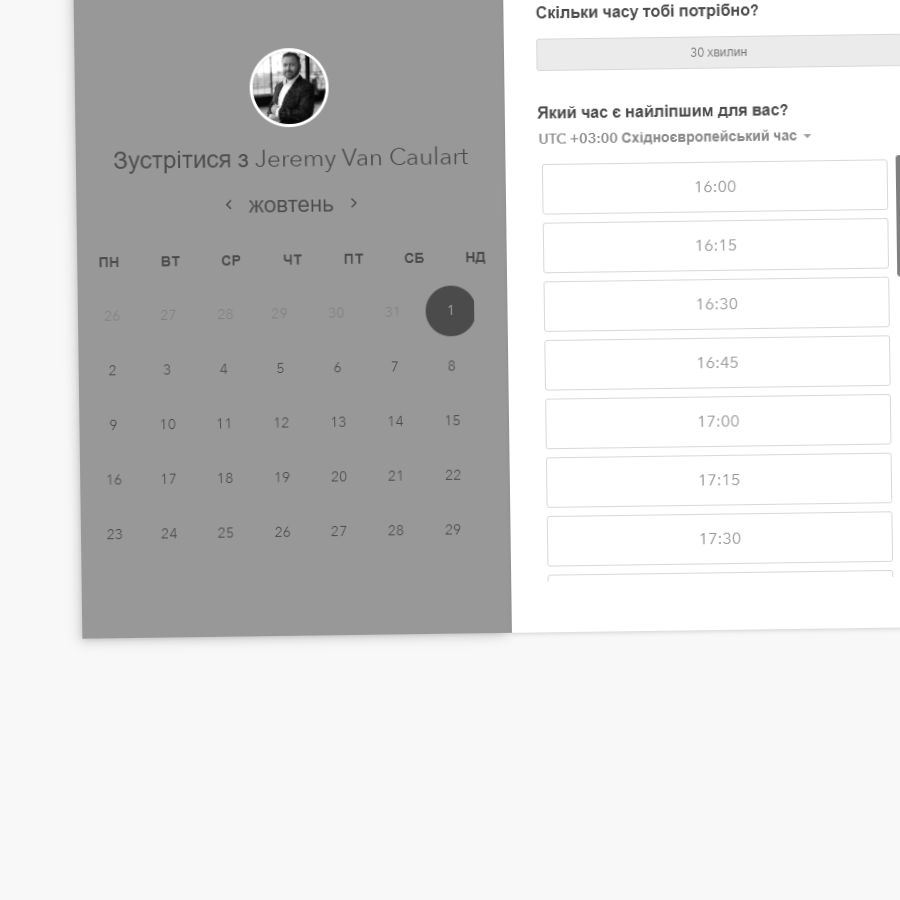 Зустрітися з Jeremy Van Caulart
жовтень
ПН ВТ СР ЧТ ПТ СБ НД
26 27 28 29 30 31 1
2 3 4 5 6 7 8
9 10 11 12 13 14 15
16 17 18 19 20 21 22
23 24 25 26 27 28 29
Скільки часу тобі потрібно?
30 хвилин
Який час є найліпшим для вас?
UTC +03:00 Східноєвропейський час
16:00
16:15
16:30
16:45
17:00
17:15
17:30